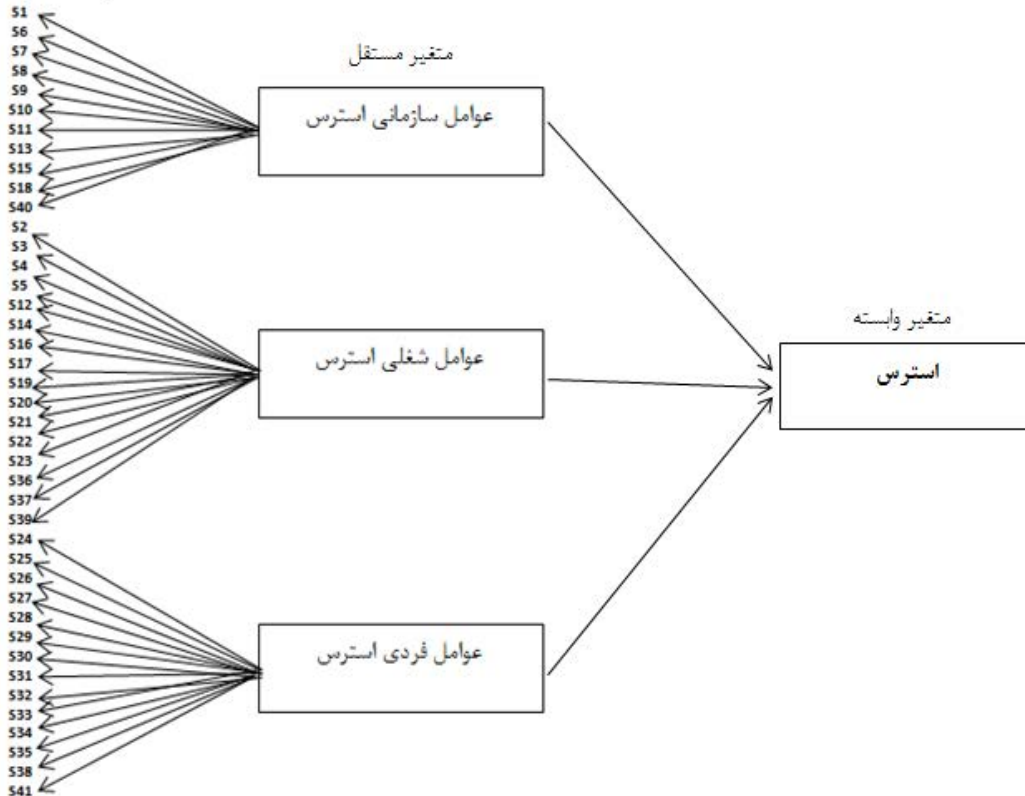 S1
S6
S7
S8
S9
S10
S11
S13
S15
S18
S40
متغیر مستقل
عوامل سازمانی استرس
S2
S3
S4
S5
S12
S14
S16
S17
S19
S20
S21
S22
S23
S36
S37
S39
عوامل شغلی استرس
S24
S25
S26
S27
S28
S29
S30
S31
S32
S33
S34
S35
S38
S41
عوامل فردی استرس
متغیر وابسته
استرس